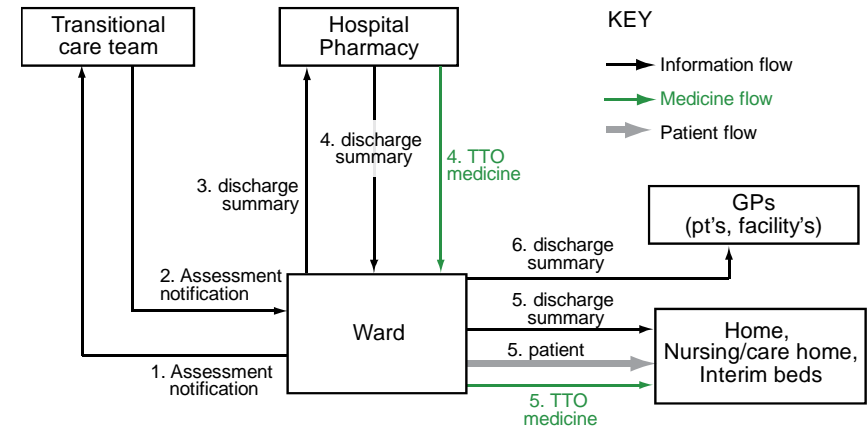 Transitional
care team
Hospital
Pharmacy
KEY
Information flow
Medicine flow
Patient flow
4. discharge
summary
4. TTO
medicine
3. discharge
summary
GPs
(pt's, facility's)
6. discharge
summary
2. Assessment
notification
5. discharge
summary
Ward
Home,
Nursing/care home,
Interim beds
5. patient
1. Assessment
notification
5. TTO
medicine